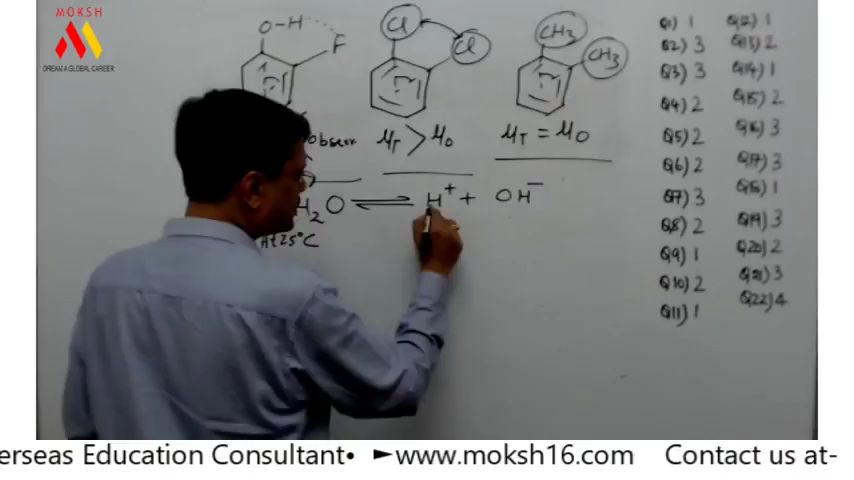 MOKSH
DREAM A GLOBAL CAREER
O-H
F
Cl
Cl
CH3
CH3
Observ
μT > μO
μT = μO
H2O ⇌ H+ + OH−
At 25°C
Q1) 1
Q2) 3
Q3) 3
Q4) 2
Q5) 2
Q6) 2
Q7) 3
Q8) 2
Q9) 1
Q10) 2
Q11) 1
Q12) 1
Q13) 2
Q14) 1
Q15) 2
Q16) 3
Q17) 3
Q18) 1
Q19) 3
Q20) 2
Q21) 3
Q22) 4
erseas Education Consultant• ►www.moksh16.com Contact us at-